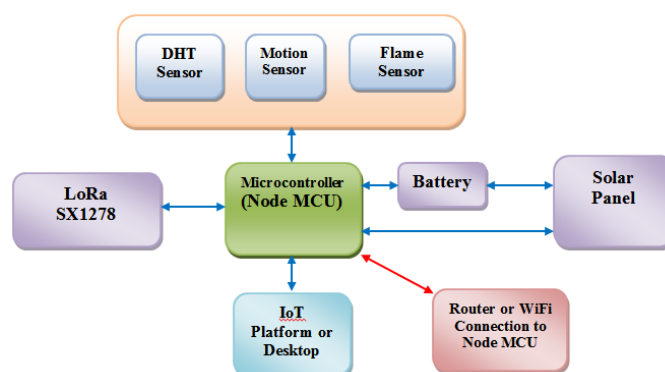 DHT
Sensor
Motion
Sensor
Flame
Sensor
LoRa
SX1278
Microcontroller
(Node MCU)
Battery
Solar
Panel
IoT
Platform or
Desktop
Router or WiFi
Connection to
Node MCU